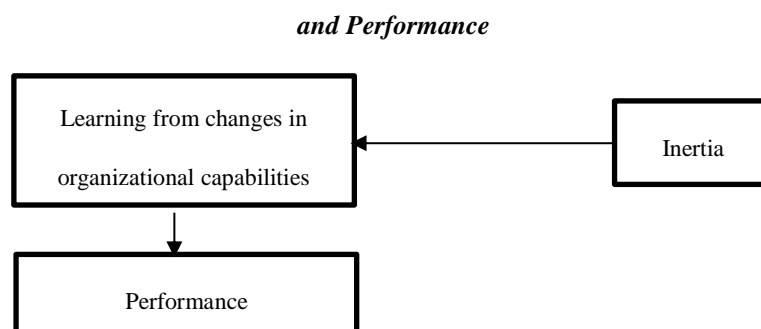 and Performance
Learning from changes in
organizational capabilities
Inertia
Performance